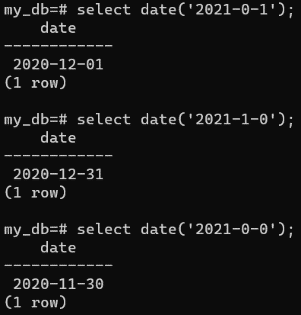 my_db=# select date('2021-0-1');
    date
------------
 2020-12-01
(1 row)

my_db=# select date('2021-1-0');
    date
------------
 2020-12-31
(1 row)

my_db=# select date('2021-0-0');
    date
------------
 2020-11-30
(1 row)